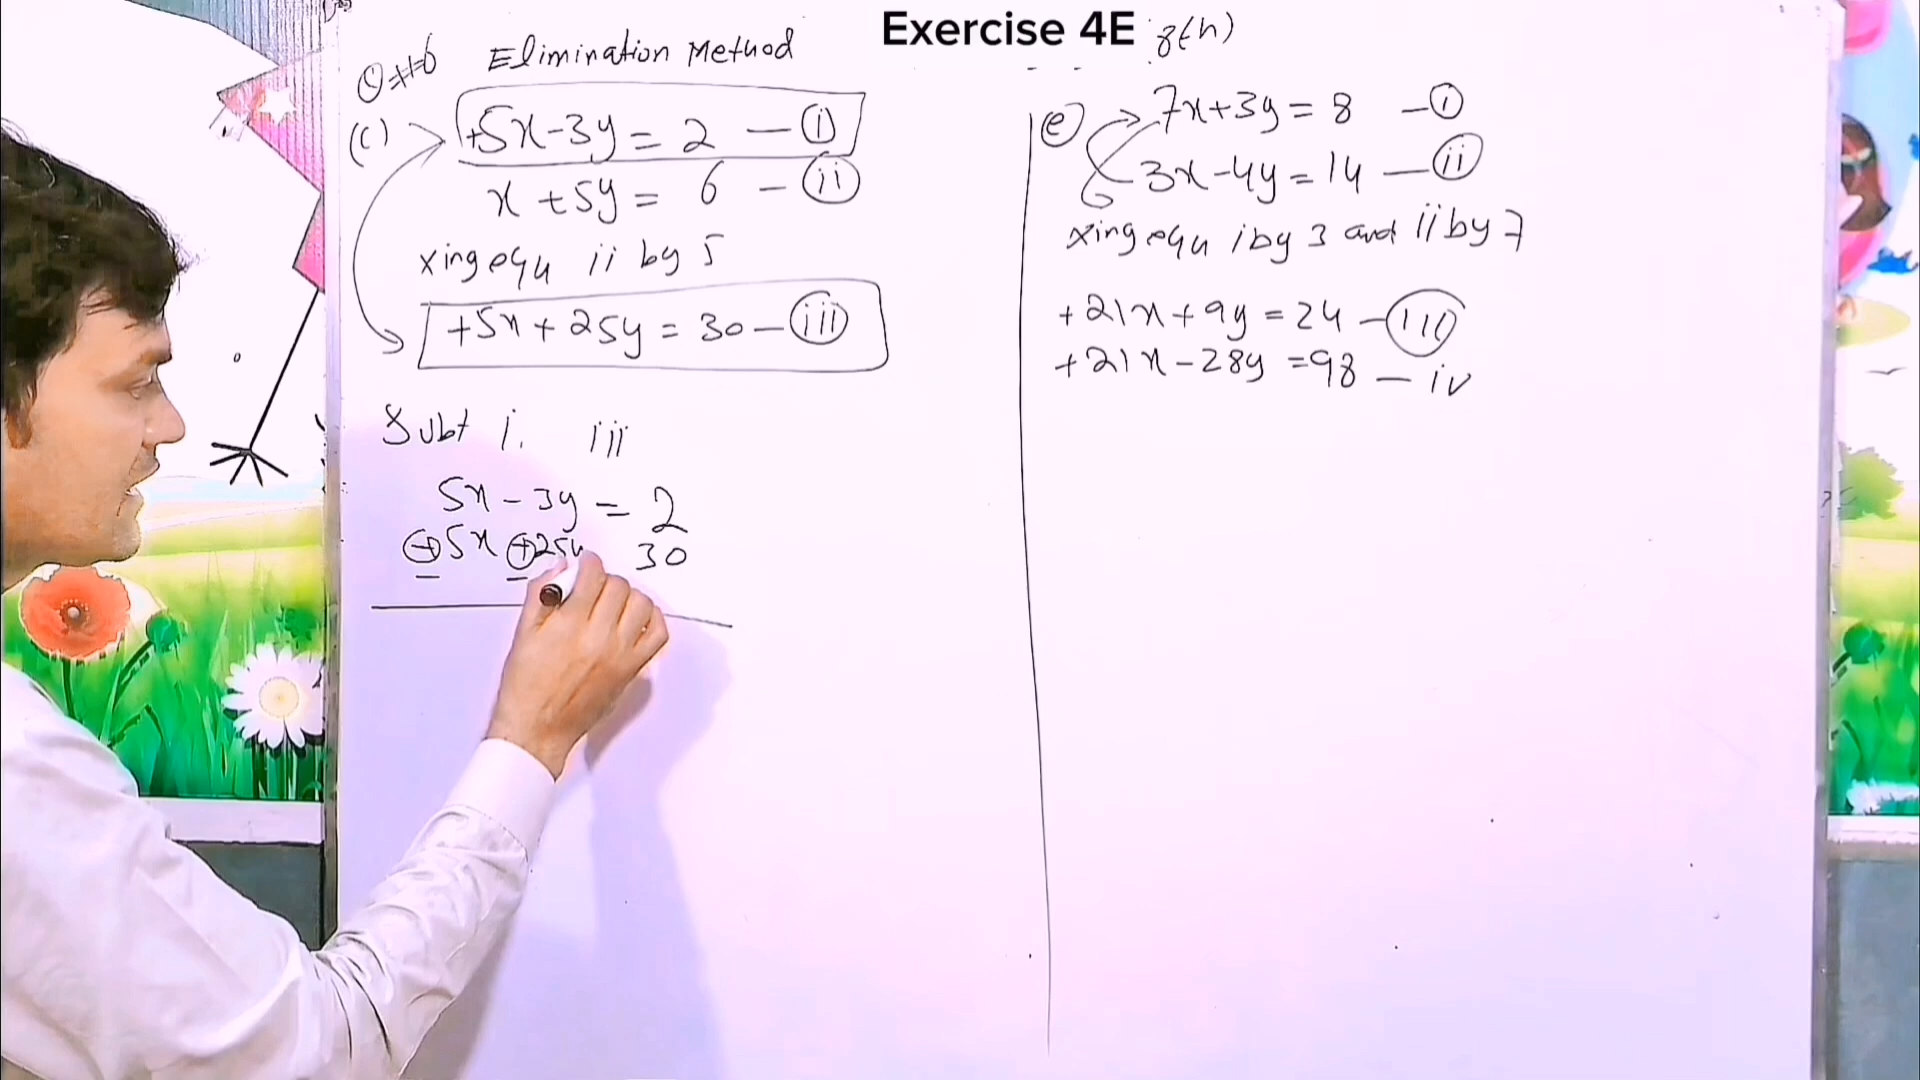 Exercise 4E 8th)
Q#6 Elimination Method
(c) +5x-3y = 2 — (i)
x +5y = 6 — (ii)
xing equ ii by 5
+5x + 25y = 30 — (iii)
Subt i. iii
5x - 3y = 2
+5x +25y 30
(e) 7x+3y = 8 — (i)
3x-4y = 14 — (ii)
xing equ i by 3 and ii by 7
+21x+9y = 24 — (iii)
+21x-28y =98 — iv